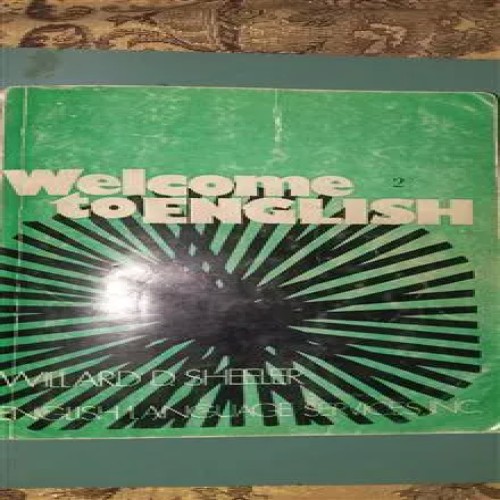 Welcome 2
to ENGLISH
WILLARD D. SHEELER
ENGLISH LANGUAGE SERVICES, INC.